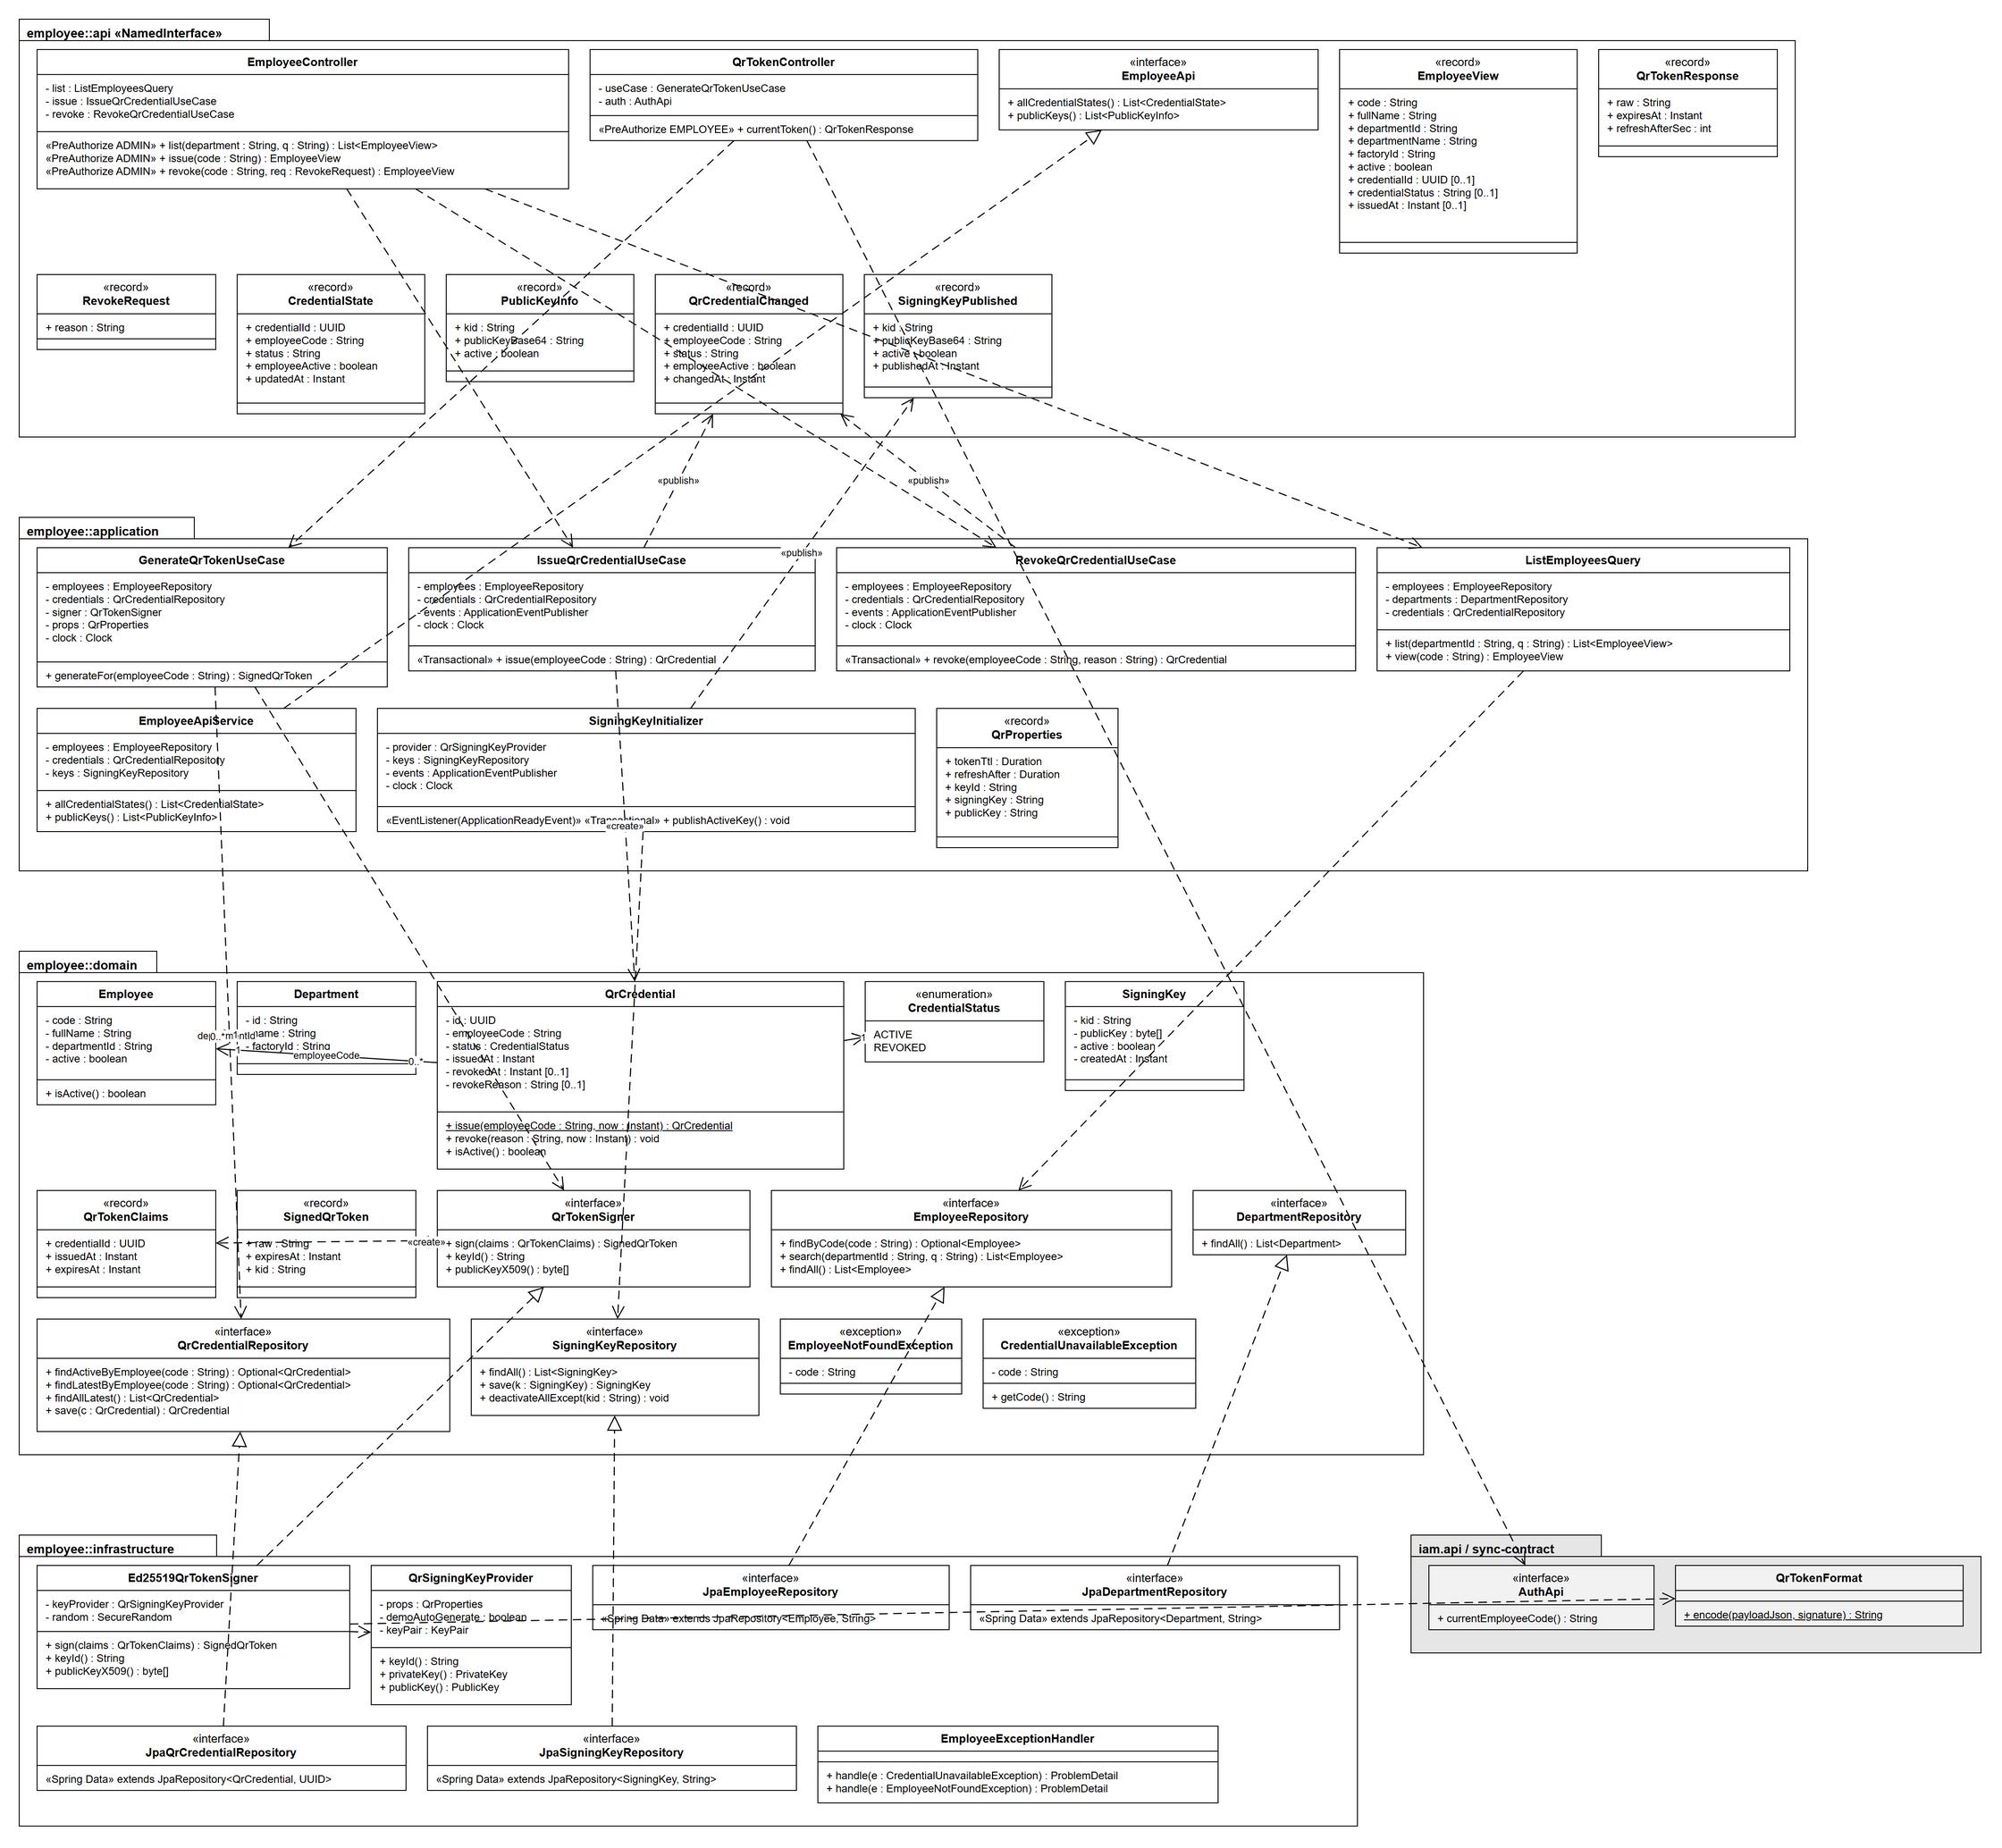 employee::api «NamedInterface»
EmployeeController
- list : ListEmployeesQuery
- issue : IssueQrCredentialUseCase
- revoke : RevokeQrCredentialUseCase
«PreAuthorize ADMIN» + list(department : String, q : String) : List<EmployeeView>
«PreAuthorize ADMIN» + issue(code : String) : EmployeeView
«PreAuthorize ADMIN» + revoke(code : String, req : RevokeRequest) : EmployeeView
QrTokenController
- useCase : GenerateQrTokenUseCase
- auth : AuthApi
«PreAuthorize EMPLOYEE» + currentToken() : QrTokenResponse
«interface»
EmployeeApi
+ allCredentialStates() : List<CredentialState>
+ publicKeys() : List<PublicKeyInfo>
«record»
EmployeeView
+ code : String
+ fullName : String
+ departmentId : String
+ departmentName : String
+ factoryId : String
+ active : boolean
+ credentialId : UUID [0..1]
+ credentialStatus : String [0..1]
+ issuedAt : Instant [0..1]
«record»
QrTokenResponse
+ raw : String
+ expiresAt : Instant
+ refreshAfterSec : int
«record»
RevokeRequest
+ reason : String
«record»
CredentialState
+ credentialId : UUID
+ employeeCode : String
+ status : String
+ employeeActive : boolean
+ updatedAt : Instant
«record»
PublicKeyInfo
+ kid : String
+ publicKeyBase64 : String
+ active : boolean
«record»
QrCredentialChanged
+ credentialId : UUID
+ employeeCode : String
+ status : String
+ employeeActive : boolean
+ changedAt : Instant
«record»
SigningKeyPublished
+ kid : String
+ publicKeyBase64 : String
+ active : boolean
+ publishedAt : Instant
«publish»
«publish»
employee::application
«publish»
GenerateQrTokenUseCase
- employees : EmployeeRepository
- credentials : QrCredentialRepository
- signer : QrTokenSigner
- props : QrProperties
- clock : Clock
+ generateFor(employeeCode : String) : SignedQrToken
IssueQrCredentialUseCase
- employees : EmployeeRepository
- credentials : QrCredentialRepository
- events : ApplicationEventPublisher
- clock : Clock
«Transactional» + issue(employeeCode : String) : QrCredential
RevokeQrCredentialUseCase
- employees : EmployeeRepository
- credentials : QrCredentialRepository
- events : ApplicationEventPublisher
- clock : Clock
«Transactional» + revoke(employeeCode : String, reason : String) : QrCredential
ListEmployeesQuery
- employees : EmployeeRepository
- departments : DepartmentRepository
- credentials : QrCredentialRepository
+ list(departmentId : String, q : String) : List<EmployeeView>
+ view(code : String) : EmployeeView
EmployeeApiService
- employees : EmployeeRepository
- credentials : QrCredentialRepository
- keys : SigningKeyRepository
+ allCredentialStates() : List<CredentialState>
+ publicKeys() : List<PublicKeyInfo>
SigningKeyInitializer
- provider : QrSigningKeyProvider
- keys : SigningKeyRepository
- events : ApplicationEventPublisher
- clock : Clock
«EventListener(ApplicationReadyEvent)» «Transactional» + publishActiveKey() : void
«create»
«record»
QrProperties
+ tokenTtl : Duration
+ refreshAfter : Duration
+ keyId : String
+ signingKey : String
+ publicKey : String
employee::domain
Employee
- code : String
- fullName : String
- departmentId : String
- active : boolean
+ isActive() : boolean
Department
- id : String
- name : String
- factoryId : String
0..*
1
employeeCode
0..*
QrCredential
- id : UUID
- employeeCode : String
- status : CredentialStatus
- issuedAt : Instant
- revokedAt : Instant [0..1]
- revokeReason : String [0..1]
+ issue(employeeCode : String, now : Instant) : QrCredential
+ revoke(reason : String, now : Instant) : void
+ isActive() : boolean
1
«enumeration»
CredentialStatus
ACTIVE
REVOKED
SigningKey
- kid : String
- publicKey : byte[]
- active : boolean
- createdAt : Instant
«record»
QrTokenClaims
+ credentialId : UUID
+ issuedAt : Instant
+ expiresAt : Instant
«record»
SignedQrToken
+ raw : String
+ expiresAt : Instant
+ kid : String
«create»
«interface»
QrTokenSigner
+ sign(claims : QrTokenClaims) : SignedQrToken
+ keyId() : String
+ publicKeyX509() : byte[]
«interface»
EmployeeRepository
+ findByCode(code : String) : Optional<Employee>
+ search(departmentId : String, q : String) : List<Employee>
+ findAll() : List<Employee>
«interface»
DepartmentRepository
+ findAll() : List<Department>
«interface»
QrCredentialRepository
+ findActiveByEmployee(code : String) : Optional<QrCredential>
+ findLatestByEmployee(code : String) : Optional<QrCredential>
+ findAllLatest() : List<QrCredential>
+ save(c : QrCredential) : QrCredential
«interface»
SigningKeyRepository
+ findAll() : List<SigningKey>
+ save(k : SigningKey) : SigningKey
+ deactivateAllExcept(kid : String) : void
«exception»
EmployeeNotFoundException
- code : String
«exception»
CredentialUnavailableException
- code : String
+ getCode() : String
employee::infrastructure
Ed25519QrTokenSigner
- keyProvider : QrSigningKeyProvider
- random : SecureRandom
+ sign(claims : QrTokenClaims) : SignedQrToken
+ keyId() : String
+ publicKeyX509() : byte[]
QrSigningKeyProvider
- props : QrProperties
- demoAutoGenerate : boolean
- keyPair : KeyPair
+ keyId() : String
+ privateKey() : PrivateKey
+ publicKey() : PublicKey
«interface»
JpaEmployeeRepository
«Spring Data» extends JpaRepository<Employee, String>
«interface»
JpaDepartmentRepository
«Spring Data» extends JpaRepository<Department, String>
iam.api / sync-contract
«interface»
AuthApi
+ currentEmployeeCode() : String
QrTokenFormat
+ encode(payloadJson, signature) : String
«interface»
JpaQrCredentialRepository
«Spring Data» extends JpaRepository<QrCredential, UUID>
«interface»
JpaSigningKeyRepository
«Spring Data» extends JpaRepository<SigningKey, String>
EmployeeExceptionHandler
+ handle(e : CredentialUnavailableException) : ProblemDetail
+ handle(e : EmployeeNotFoundException) : ProblemDetail